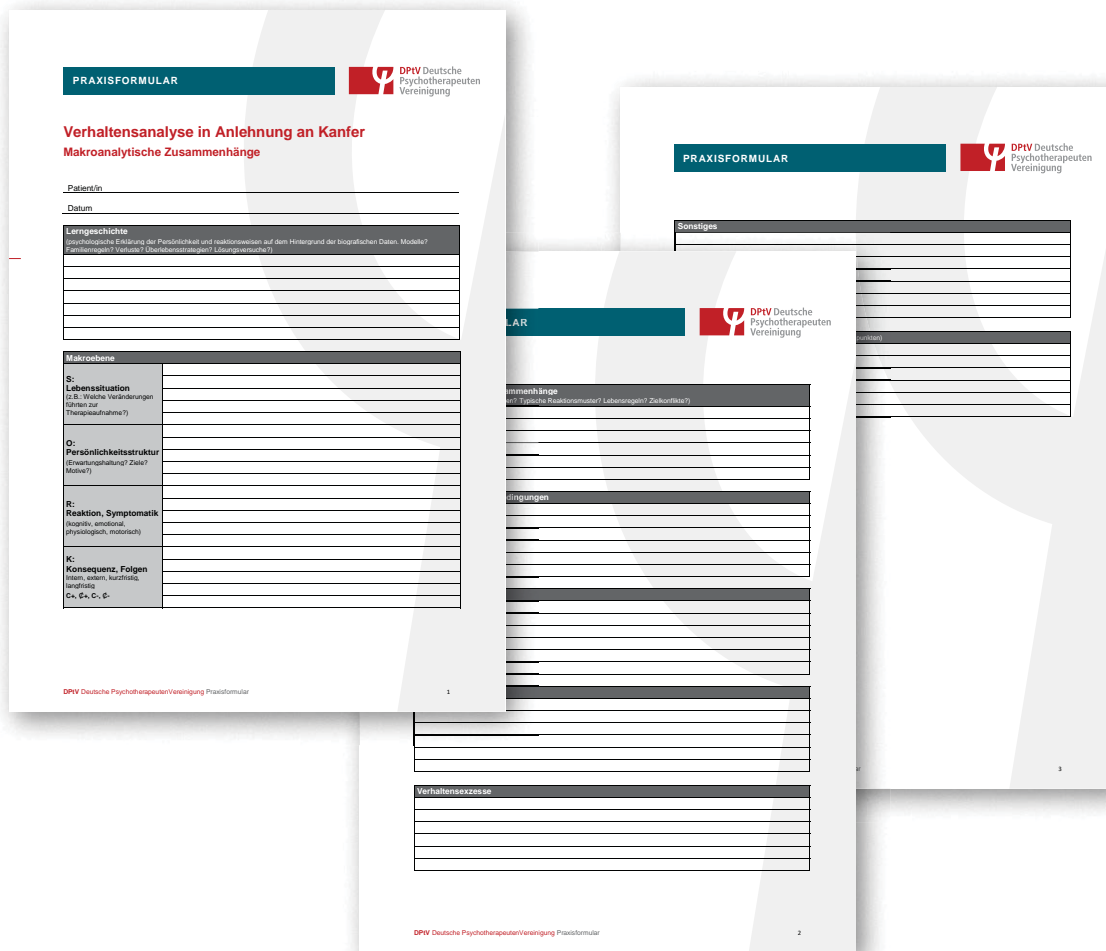 PRAXISFORMULAR
DPtV Deutsche
Psychotherapeuten
Vereinigung
Verhaltensanalyse in Anlehnung an Kanfer
Makroanalytische Zusammenhänge
Patient/in
Datum
Lerngeschichte
(psychologische Erklärung der Persönlichkeit und reaktionsweisen auf dem Hintergrund der biografischen Daten. Modelle?
Familienregeln? Verluste? Überlebensstrategien? Lösungsversuche?)
Makroebene
S:
Lebenssituation
(z.B.: Welche Veränderungen
führten zur
Therapieaufnahme?)
O:
Persönlichkeitsstruktur
(Erwartungshaltung? Ziele?
Motive?)
R:
Reaktion, Symptomatik
(kognitiv, emotional,
physiologisch, motorisch)
K:
Konsequenz, Folgen
Intern, extern, kurzfristig,
langfristig
C+, ₵+, C-, ₵-
DPtV Deutsche PsychotherapeutenVereinigung Praxisformular 1
LAR
DPtV Deutsche
Psychotherapeuten
Vereinigung
ammenhänge
en? Typische Reaktionsmuster? Lebensregeln? Zielkonflikte?)
dingungen
Verhaltensexzesse
DPtV Deutsche PsychotherapeutenVereinigung Praxisformular 2
PRAXISFORMULAR
DPtV Deutsche
Psychotherapeuten
Vereinigung
Sonstiges
punkten)
ar 3